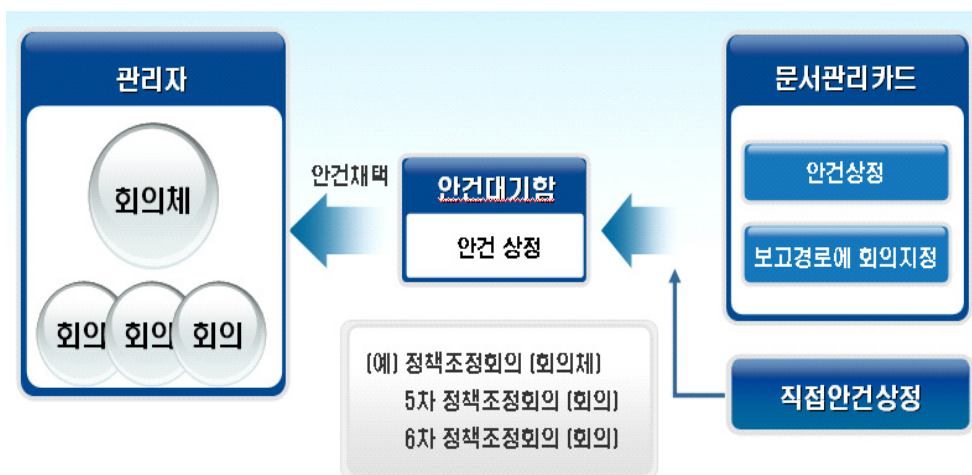 관리자
회의체
회의 회의 회의
안건채택
안건대기함
안건 상정
문서관리카드
안건상정
보고경로에 회의지정
직접안건상정
(예) 정책조정회의 (회의체)
5차 정책조정회의 (회의)
6차 정책조정회의 (회의)